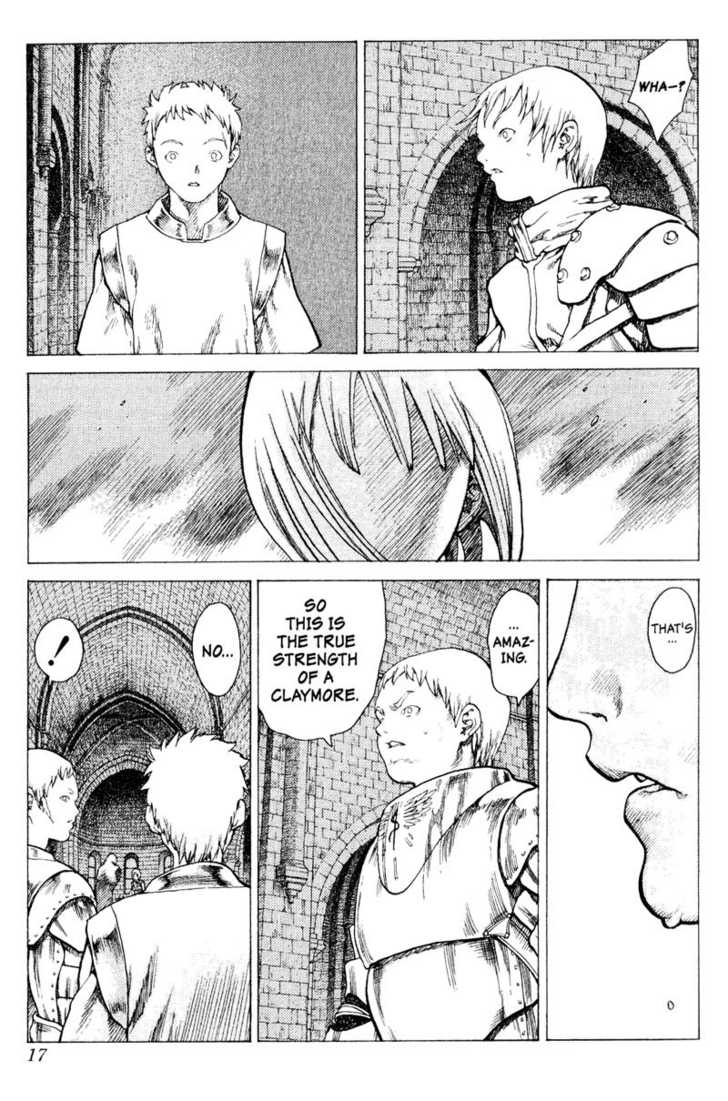 WHA—?
THAT'S
...
...
AMAZ-
ING.
SO
THIS IS
THE TRUE
STRENGTH
OF A
CLAYMORE.
NO...
!
17